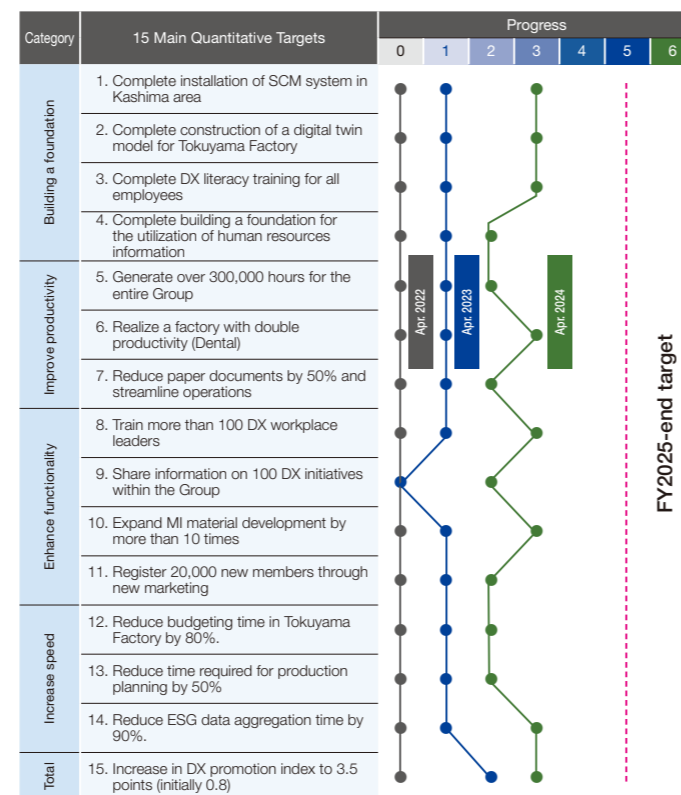 Category
15 Main Quantitative Targets
Progress
0 1 2 3 4 5 6
Building a foundation
1. Complete installation of SCM system in
Kashima area
2. Complete construction of a digital twin
model for Tokuyama Factory
3. Complete DX literacy training for all
employees
4. Complete building a foundation for
the utilization of human resources
information
Improve productivity
5. Generate over 300,000 hours for the
entire Group
6. Realize a factory with double
productivity (Dental)
7. Reduce paper documents by 50% and
streamline operations
Enhance functionality
8. Train more than 100 DX workplace
leaders
9. Share information on 100 DX initiatives
within the Group
10. Expand MI material development by
more than 10 times
11. Register 20,000 new members through
new marketing
Increase speed
12. Reduce budgeting time in Tokuyama
Factory by 80%.
13. Reduce time required for production
planning by 50%
14. Reduce ESG data aggregation time by
90%.
Total
15. Increase in DX promotion index to 3.5
points (initially 0.8)
Apr. 2022
Apr. 2023
Apr. 2024
FY2025-end target